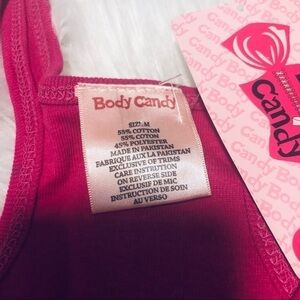 Body Candy
SIZE: M
55% COTTON
55% COTON
45% POLYESTER
MADE IN PAKISTAN
FABRIQUE AUX LA PAKISTAN
EXCLUSIVE OF TRIMS
CARE INSTRUTION
ON REVERSE SIDE
EXCLUSIF DE MIC
INSTRUCTION DE SOIN
AU VERSO
Candy